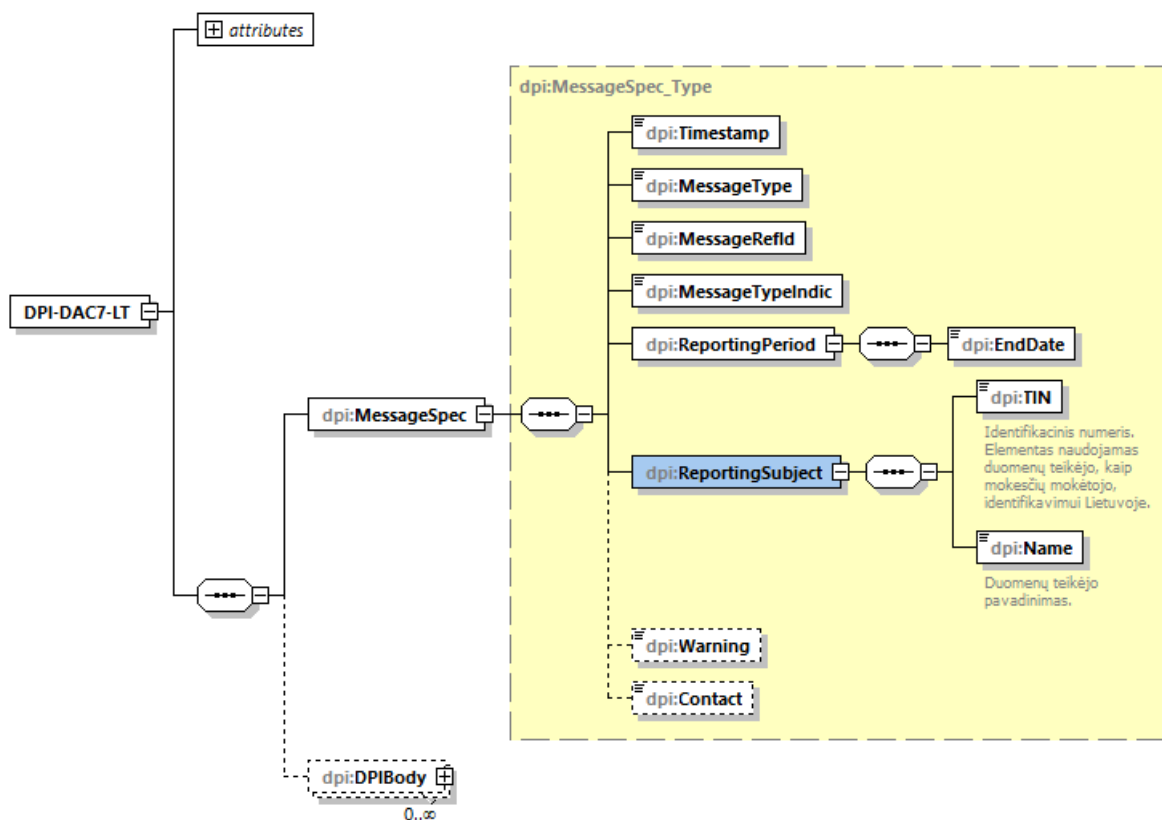 attributes
dpi:MessageSpec_Type
dpi:Timestamp
dpi:MessageType
dpi:MessageRefId
dpi:MessageTypeIndic
DPI-DAC7-LT
dpi:ReportingPeriod
dpi:EndDate
dpi:MessageSpec
dpi:TIN
Identifikacinis numeris.
Elementas naudojamas
duomenų teikėjo, kaip
mokesčių mokėtojo,
identifikavimui Lietuvoje.
dpi:ReportingSubject
dpi:Name
Duomenų teikėjo
pavadinimas.
dpi:Warning
dpi:Contact
dpi:DPIBody
0..∞